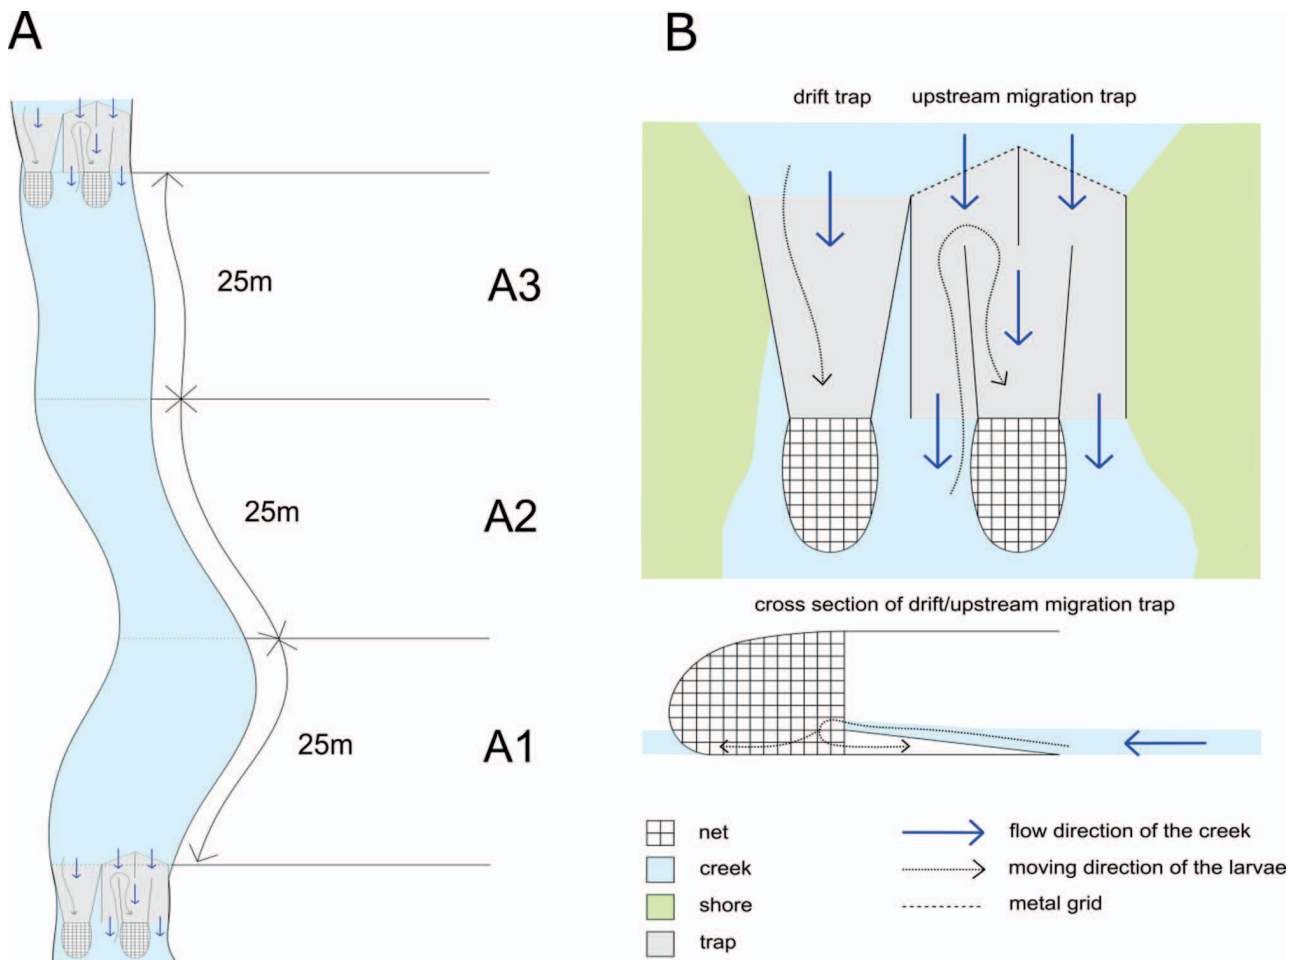 A
25m
A3
25m
A2
25m
A1
B
drift trap
upstream migration trap
cross section of drift/upstream migration trap
net
creek
shore
trap
flow direction of the creek
moving direction of the larvae
metal grid